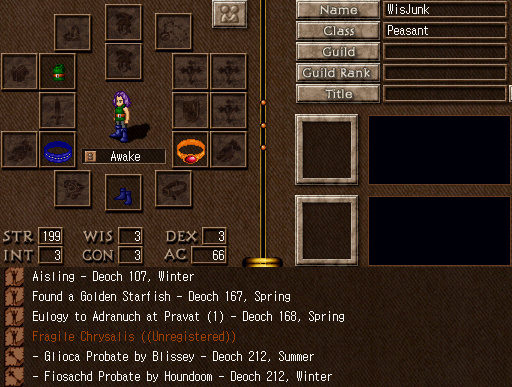 Name WisJunk
Class Peasant
Guild
Guild Rank
Title
Awake
STR 199 WIS 3 DEX 3
INT 3 CON 3 AC 66
Aisling - Deoch 107, Winter
Found a Golden Starfish - Deoch 167, Spring
Eulogy to Adranuch at Pravat (1) - Deoch 168, Spring
Fragile Chrysalis ((Unregistered))
- Glioca Probate by Blissey - Deoch 212, Summer
- Fiosachd Probate by Houndoom - Deoch 212, Winter